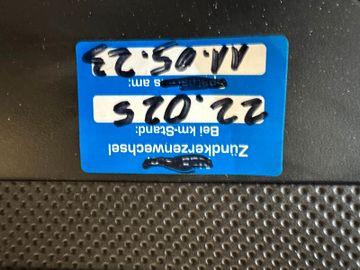 Zündkerzenwechsel
Bei km-Stand:
22.025
am:
11.05.23